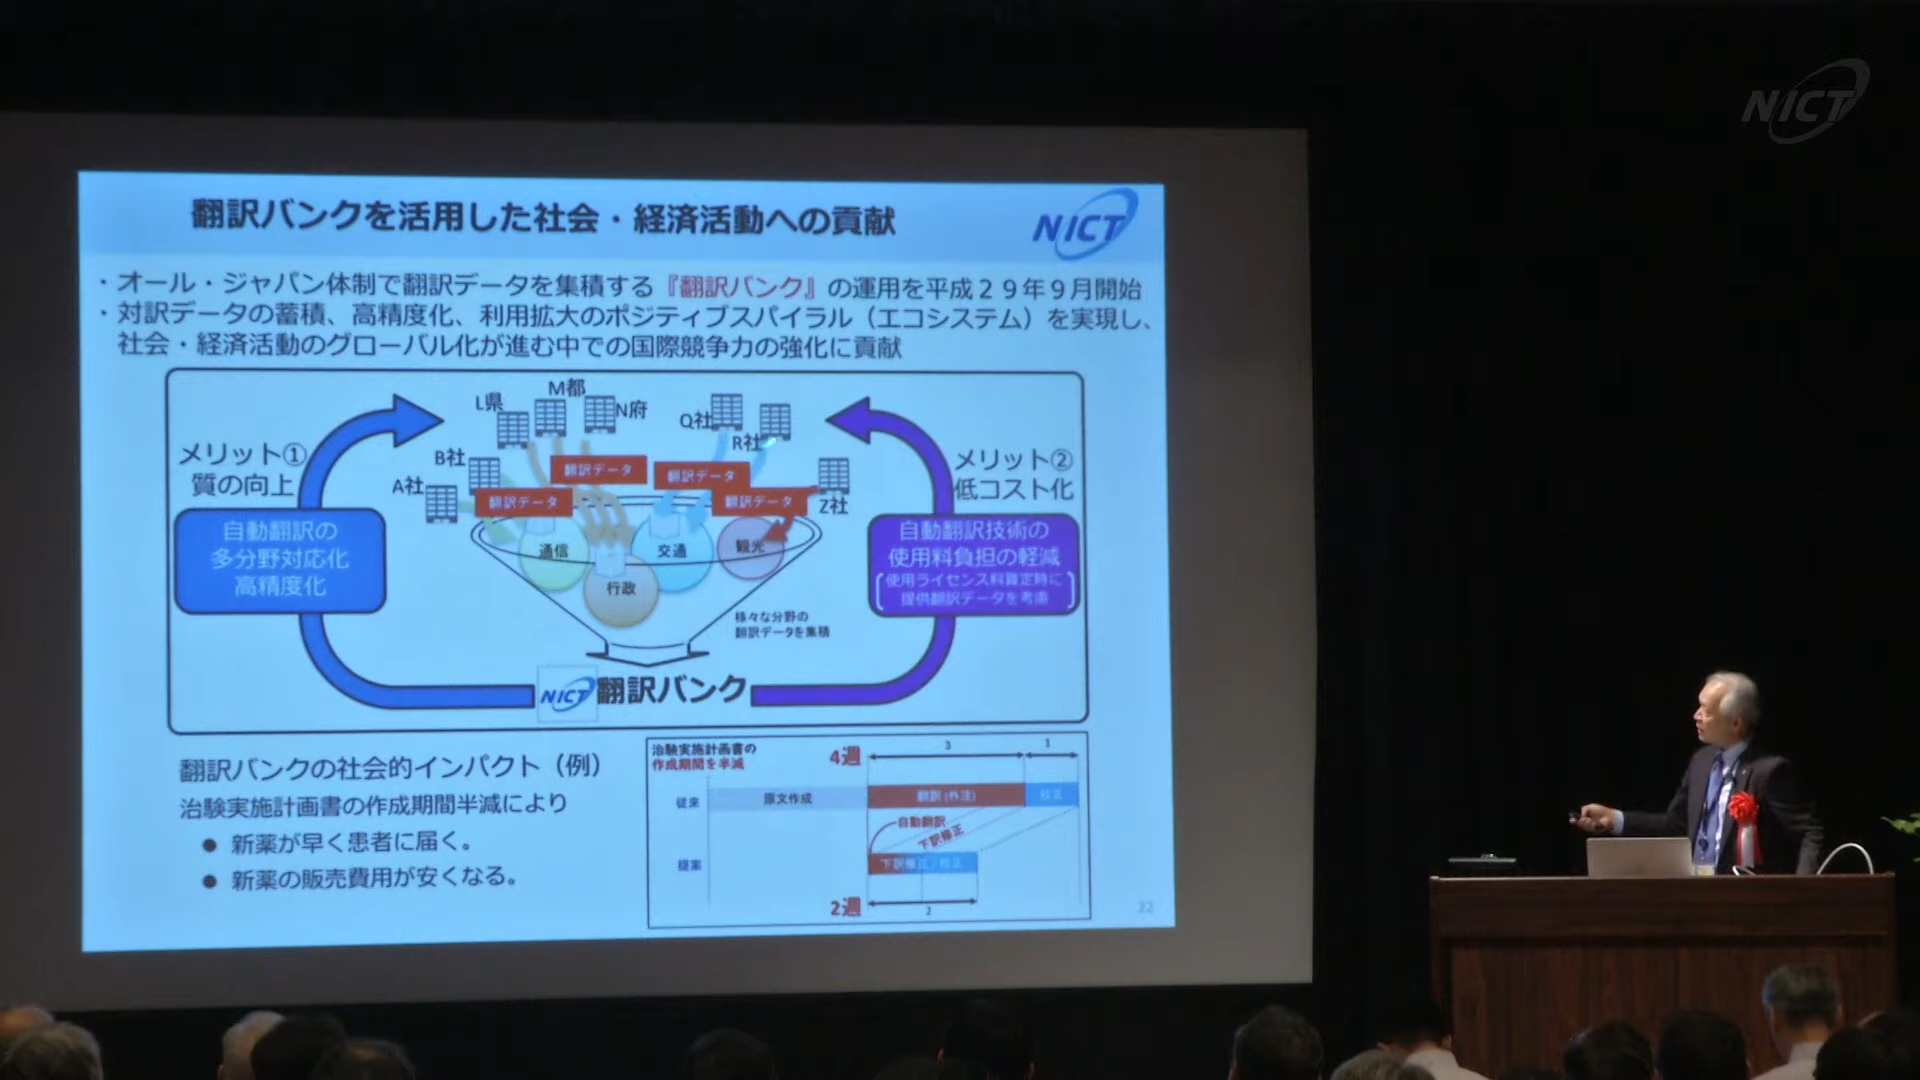 NICT
翻訳バンクを活用した社会・経済活動への貢献
NICT
・オール・ジャパン体制で翻訳データを集積する『翻訳バンク』の運用を平成29年9月開始
・対訳データの蓄積、高精度化、利用拡大のポジティブスパイラル（エコシステム）を実現し、
社会・経済活動のグローバル化が進む中での国際競争力の強化に貢献
メリット①
質の向上
自動翻訳の
多分野対応化
高精度化
A社
B社
L県
M都
N府
Q社
R社
Z社
翻訳データ
翻訳データ
翻訳データ
翻訳データ
通信
行政
交通
観光
様々な分野の
翻訳データを集積
メリット②
低コスト化
自動翻訳技術の
使用料負担の軽減
使用ライセンス料算定時に
提供翻訳データを考慮
NICT 翻訳バンク
翻訳バンクの社会的インパクト（例）
治験実施計画書の作成期間半減により
● 新薬が早く患者に届く。
● 新薬の販売費用が安くなる。
治験実施計画書の
作成期間を半減
4週
3
1
従来
原文作成
翻訳(外注)
校正
自動翻訳
下訳修正
提案
下訳修正/校正
2週
2
22